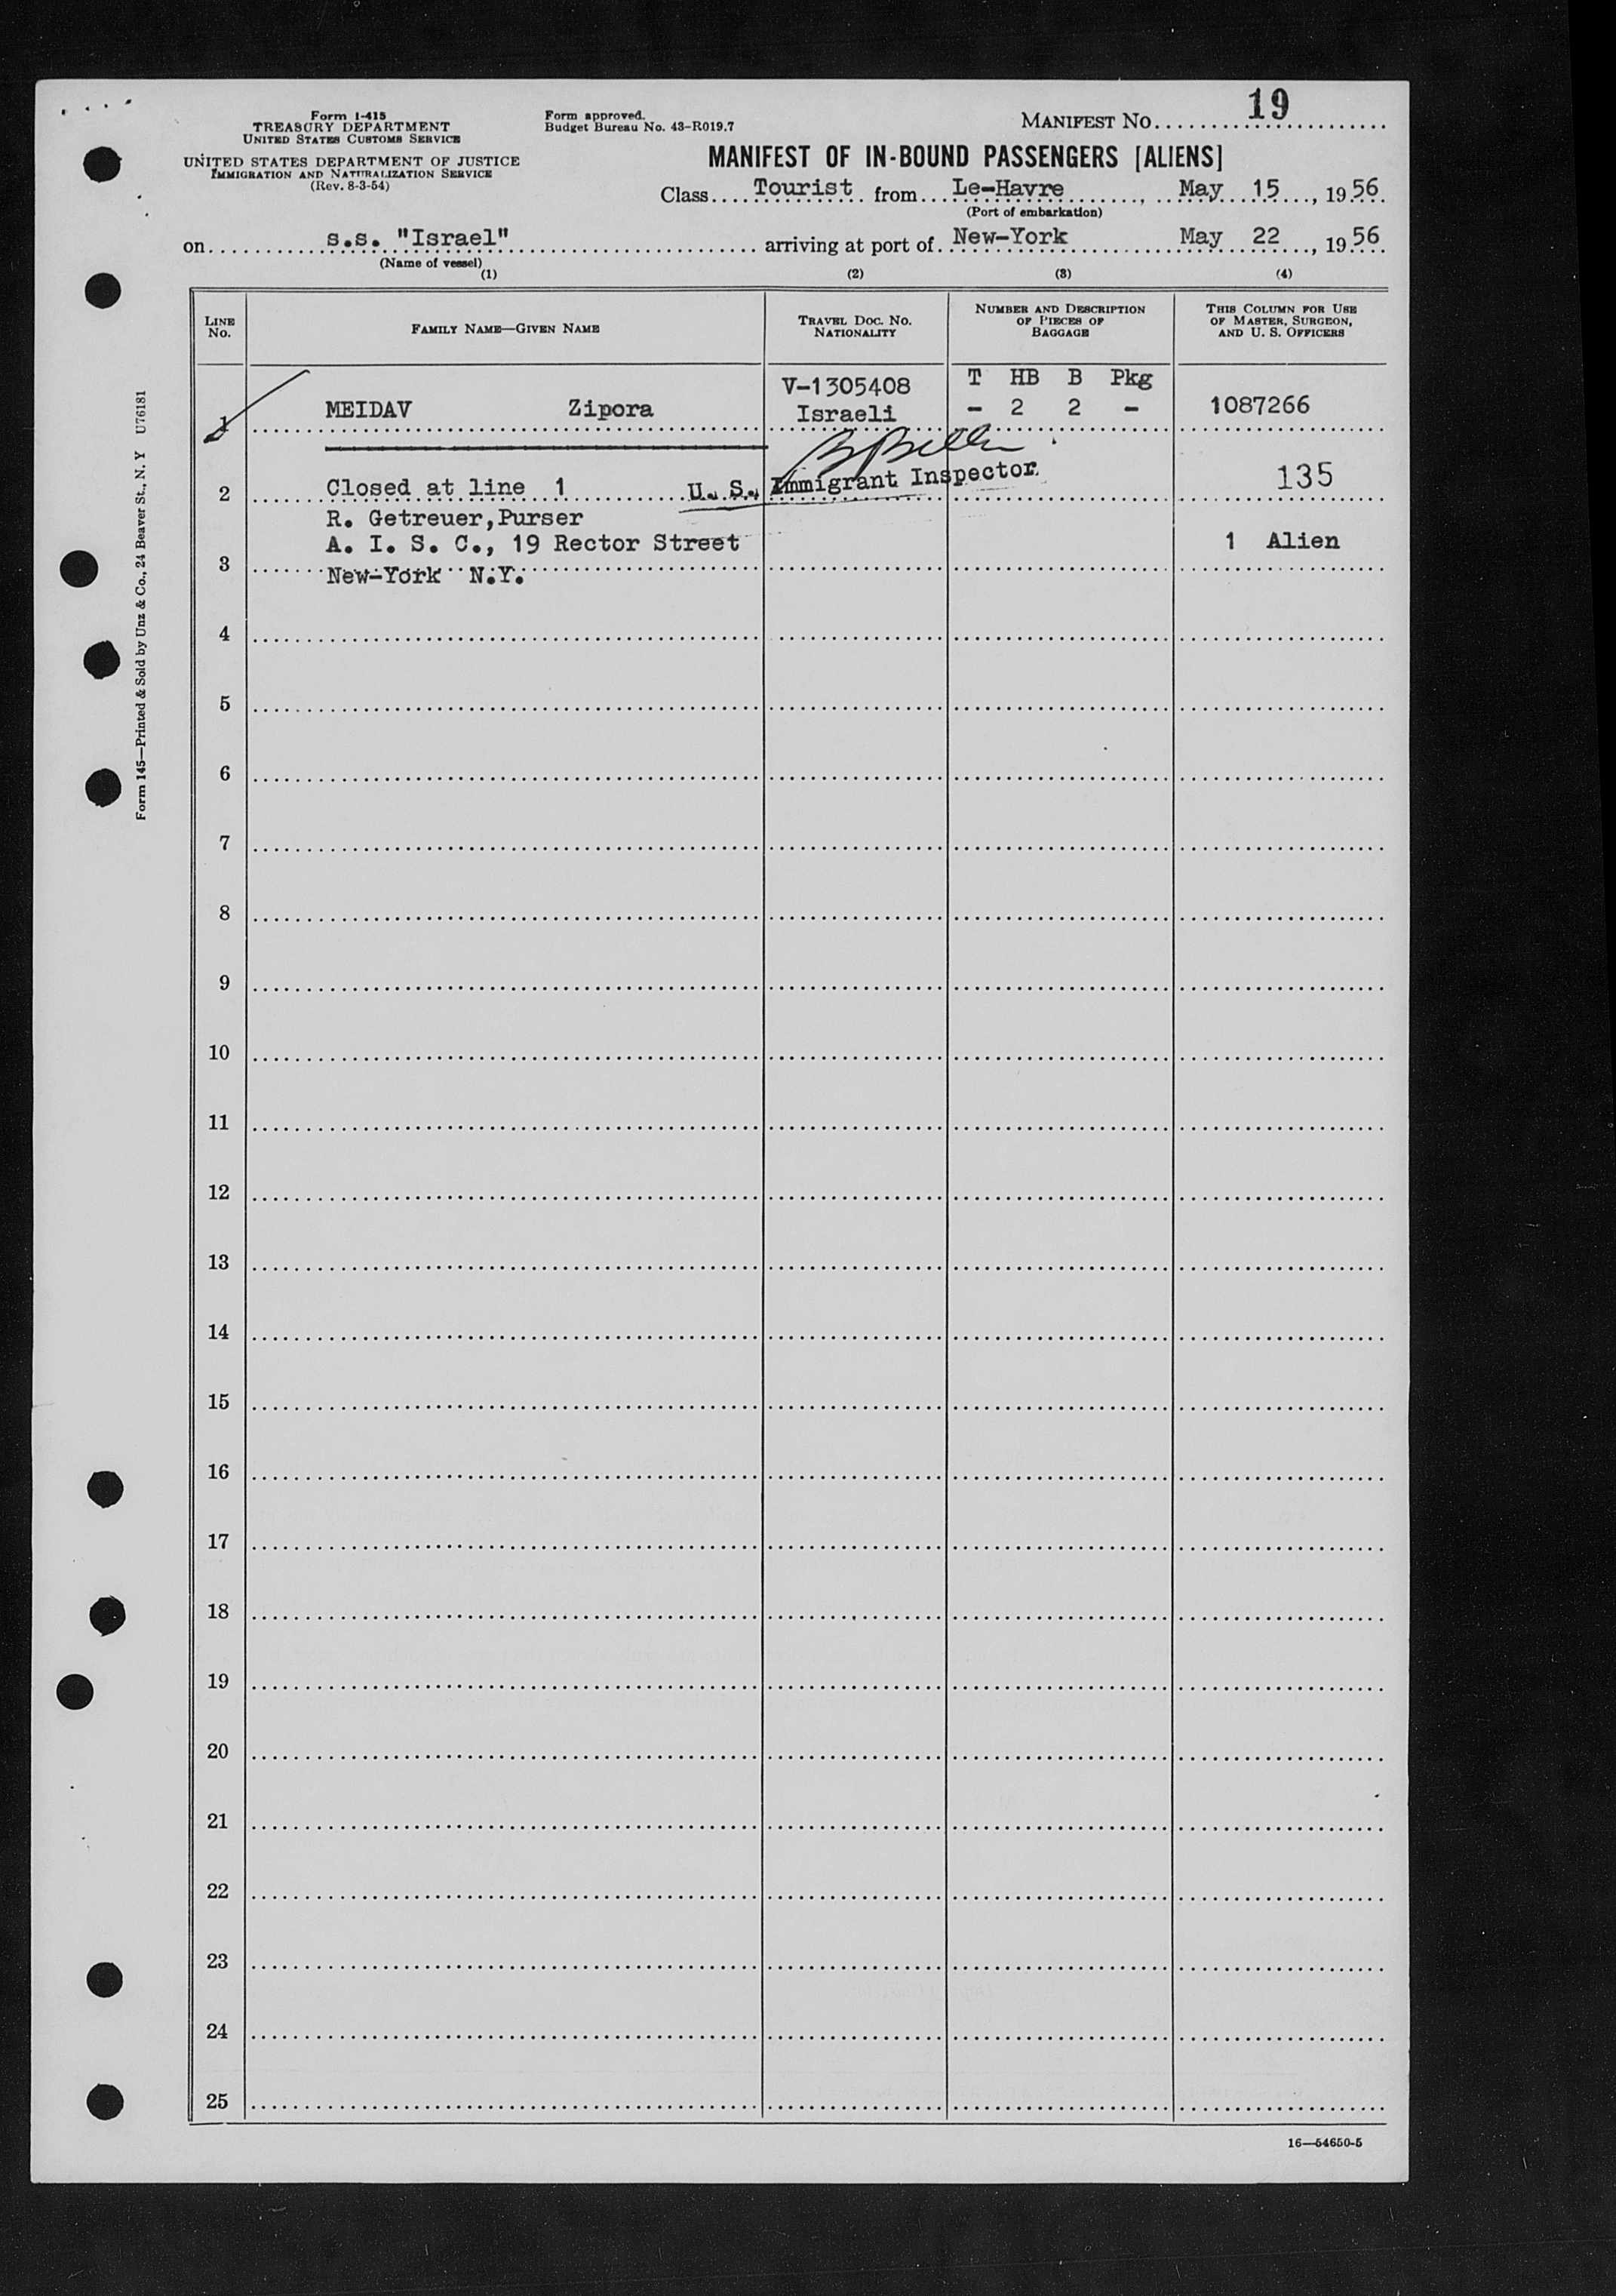 Form I-415
TREASURY DEPARTMENT
UNITED STATES CUSTOMS SERVICE
UNITED STATES DEPARTMENT OF JUSTICE
IMMIGRATION AND NATURALIZATION SERVICE
(Rev. 8-3-54)
Form approved.
Budget Bureau No. 43-R019.7
MANIFEST No. 19
MANIFEST OF IN-BOUND PASSENGERS [ALIENS]
Class Tourist from Le-Havre, May 15, 1956
(Port of embarkation)
on s.s. "Israel" arriving at port of New-York May 22, 1956
(Name of vessel)
(1) (2) (3) (4)
LINE No.
FAMILY NAME—GIVEN NAME
TRAVEL DOC. NO. NATIONALITY
NUMBER AND DESCRIPTION OF PIECES OF BAGGAGE
THIS COLUMN FOR USE OF MASTER, SURGEON, AND U. S. OFFICERS
T HB B Pkg
V-1305408
1 MEIDAV Zipora Israeli - 2 2 - 1087266
2 Closed at line 1 U. S. Immigrant Inspector 135
R. Getreuer, Purser
A. I. S. C., 19 Rector Street 1 Alien
3 New-York N.Y.
4
5
6
7
8
9
10
11
12
13
14
15
16
17
18
19
20
21
22
23
24
25
16—54650-5
Form 145—Printed & Sold by Unz & Co., 24 Beaver St., N. Y U76181